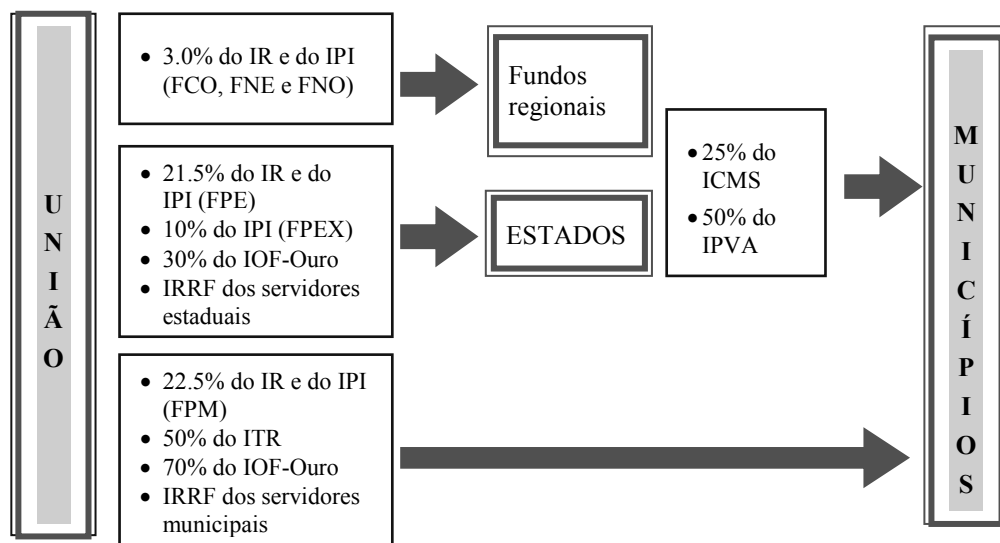 UNIÃO
• 3.0% do IR e do IPI
(FCO, FNE e FNO)
Fundos
regionais
• 21.5% do IR e do
IPI (FPE)
• 10% do IPI (FPEX)
• 30% do IOF-Ouro
• IRRF dos servidores
estaduais
ESTADOS
• 25% do
ICMS
• 50% do
IPVA
• 22.5% do IR e do IPI
(FPM)
• 50% do ITR
• 70% do IOF-Ouro
• IRRF dos servidores
municipais
MUNICÍPIOS